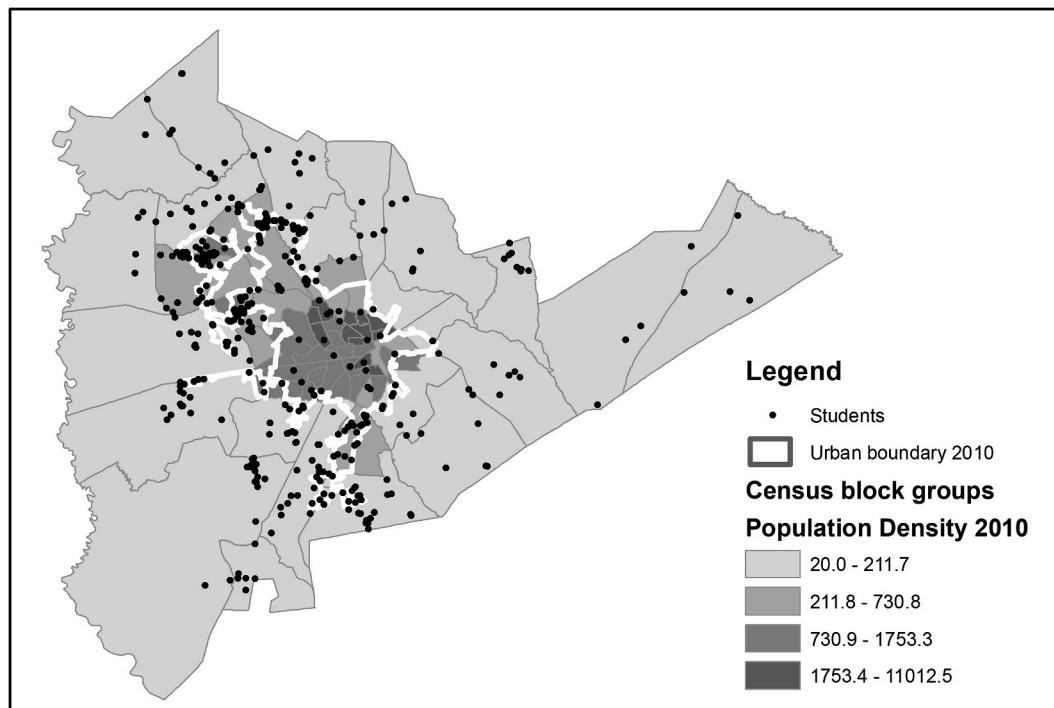 Legend
Students
Urban boundary 2010
Census block groups
Population Density 2010
20.0 - 211.7
211.8 - 730.8
730.9 - 1753.3
1753.4 - 11012.5